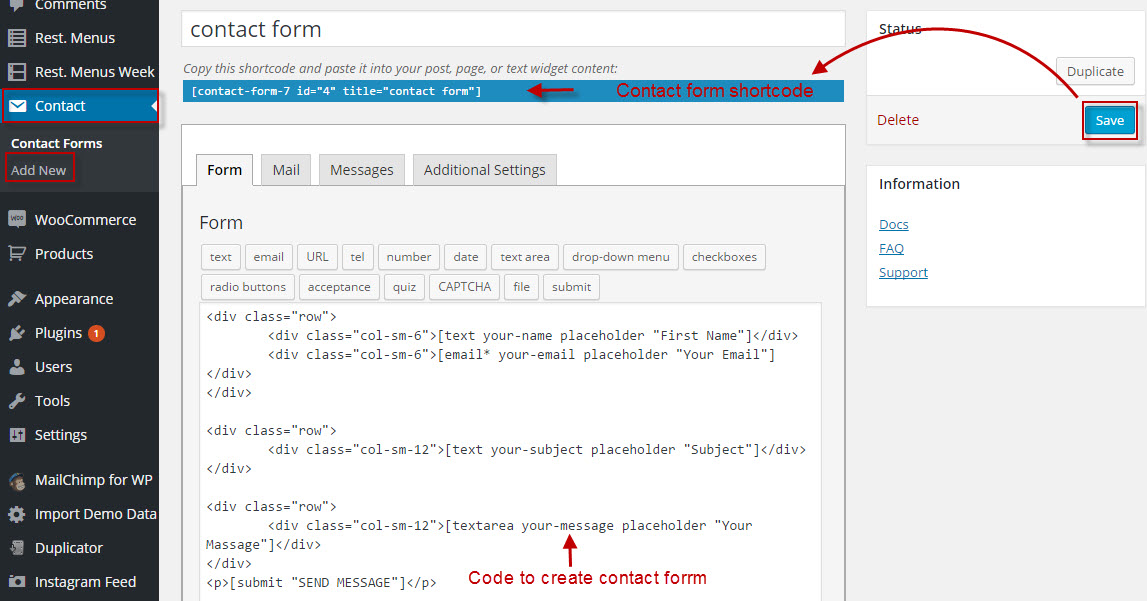 Comments
Rest. Menus
Rest. Menus Week
Contact
Contact Forms
Add New
WooCommerce
Products
Appearance
Plugins 1
Users
Tools
Settings
MailChimp for WP
Import Demo Data
Duplicator
Instagram Feed
contact form
Copy this shortcode and paste it into your post, page, or text widget content:
[contact-form-7 id="4" title="contact form"]
Contact form shortcode
Form Mail Messages Additional Settings
Form
text email URL tel number date text area drop-down menu checkboxes
radio buttons acceptance quiz CAPTCHA file submit
<div class="row">
<div class="col-sm-6">[text your-name placeholder "First Name"]</div>
<div class="col-sm-6">[email* your-email placeholder "Your Email"]
</div>
</div>
<div class="row">
<div class="col-sm-12">[text your-subject placeholder "Subject"]</div>
</div>
<div class="row">
<div class="col-sm-12">[textarea your-message placeholder "Your
Massage"]</div>
</div>
<p>[submit "SEND MESSAGE"]</p>
Code to create contact forrm
Status
Duplicate
Delete
Save
Information
Docs
FAQ
Support